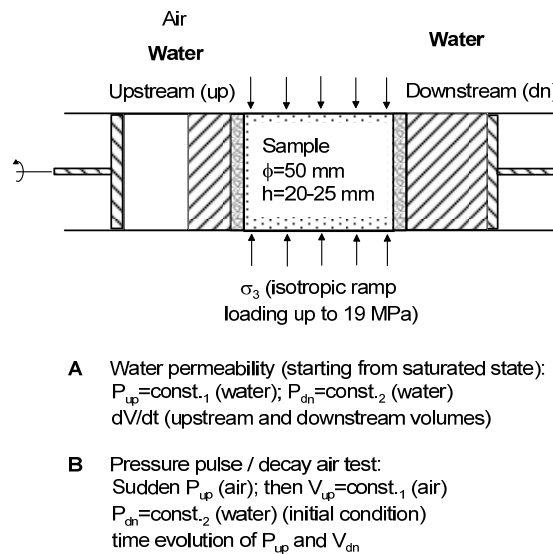 Air
Water
Water
Upstream (up)
Downstream (dn)
Sample
ϕ=50 mm
h=20-25 mm
σ3 (isotropic ramp
loading up to 19 MPa)
A Water permeability (starting from saturated state):
Pup=const.1 (water); Pdn=const.2 (water)
dV/dt (upstream and downstream volumes)
B Pressure pulse / decay air test:
Sudden Pup (air); then Vup=const.1 (air)
Pdn=const.2 (water) (initial condition)
time evolution of Pup and Vdn